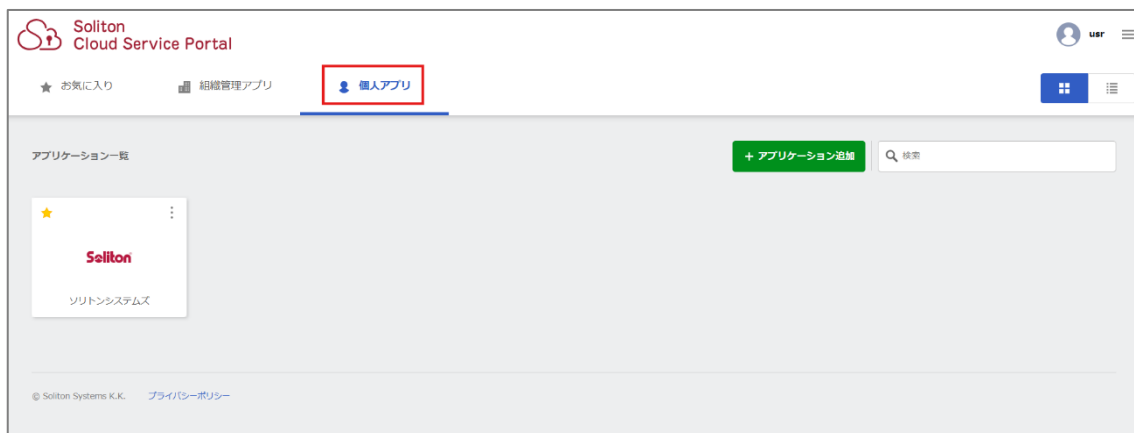 Soliton
Cloud Service Portal
usr
お気に入り
組織管理アプリ
個人アプリ
アプリケーション一覧
+ アプリケーション追加
検索
Soliton
ソリトンシステムズ
© Soliton Systems K.K. プライバシーポリシー